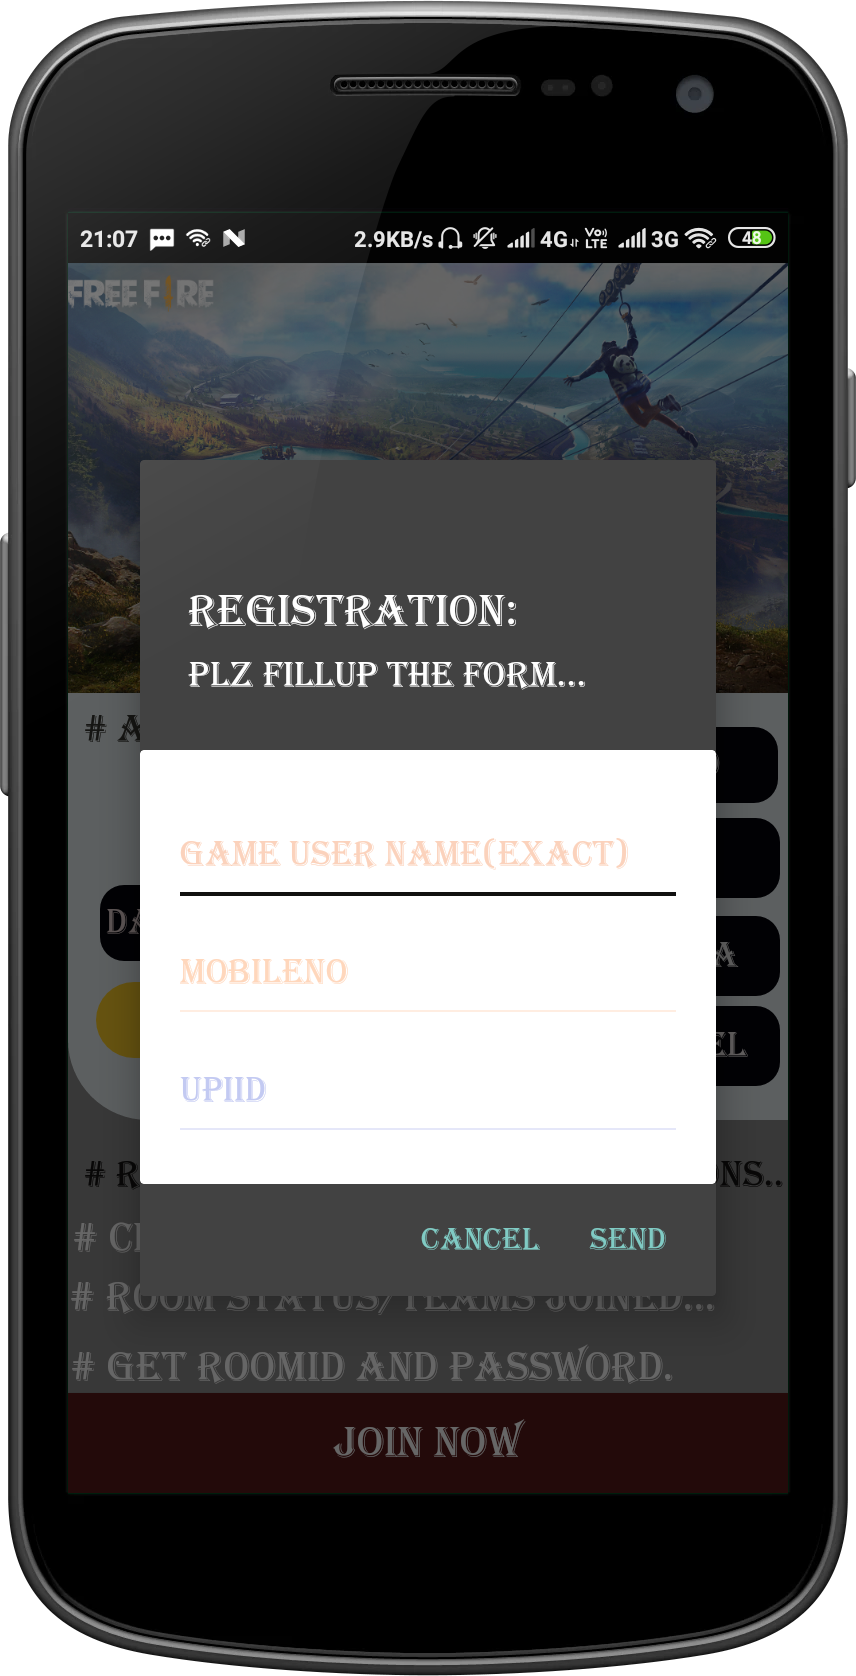 21:07 2.9KB/s 4G Vo) LTE 3G 48
FREE FIRE
REGISTRATION:
PLZ FILLUP THE FORM...
# A
GAME USER NAME(EXACT)
DA
A
MOBILENO
EL
UPIID
# R NS..
CANCEL SEND
# ROOM STATUS/TEAMS JOINED...
# GET ROOMID AND PASSWORD.
JOIN NOW